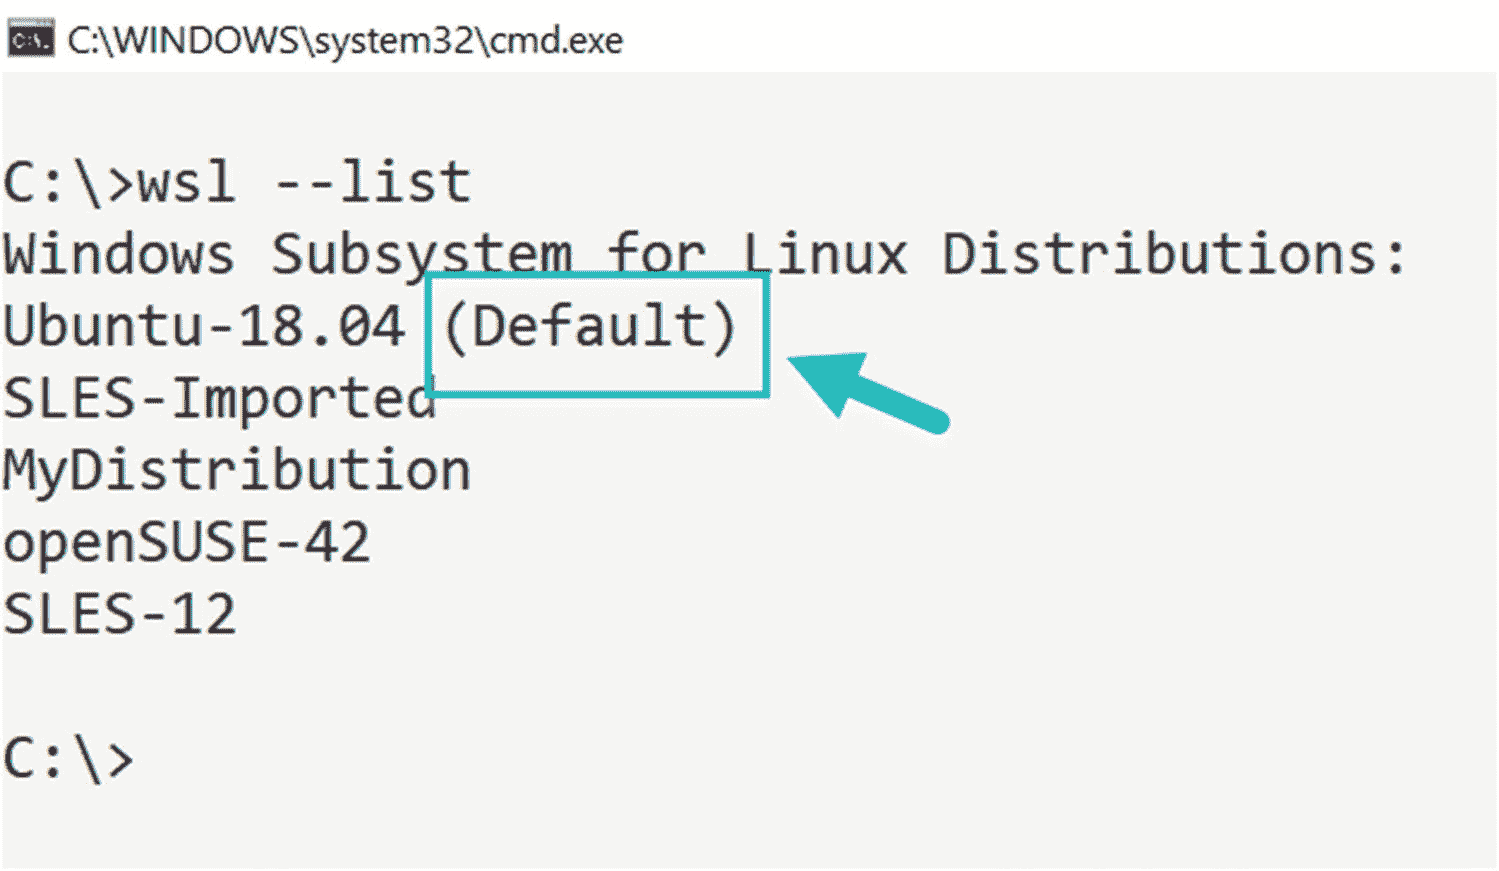 C:\WINDOWS\system32\cmd.exe
C:\>wsl --list
Windows Subsystem for Linux Distributions:
Ubuntu-18.04 (Default)
SLES-Imported
MyDistribution
openSUSE-42
SLES-12
C:\>